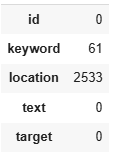 id 0
keyword 61
location 2533
text 0
target 0